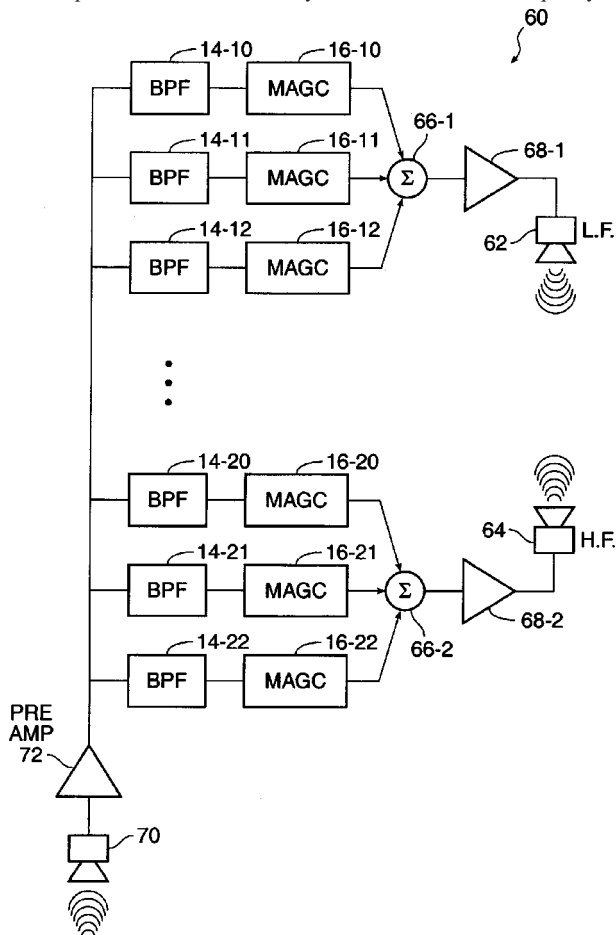 60
14-10 16-10
BPF MAGC
66-1
14-11 16-11
BPF MAGC
Σ
68-1
14-12 16-12
BPF MAGC
62
L.F.
14-20 16-20
BPF MAGC
64
H.F.
14-21 16-21
BPF MAGC
Σ
66-2
68-2
14-22 16-22
BPF MAGC
PRE
AMP
72
70